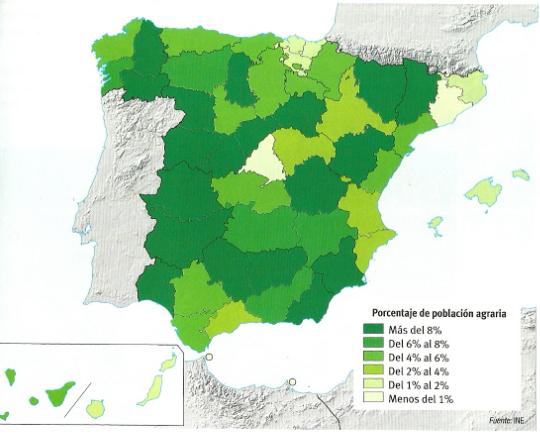 Porcentaje de población agraria
Más del 8%
Del 6% al 8%
Del 4% al 6%
Del 2% al 4%
Del 1% al 2%
Menos del 1%
Fuente: INE